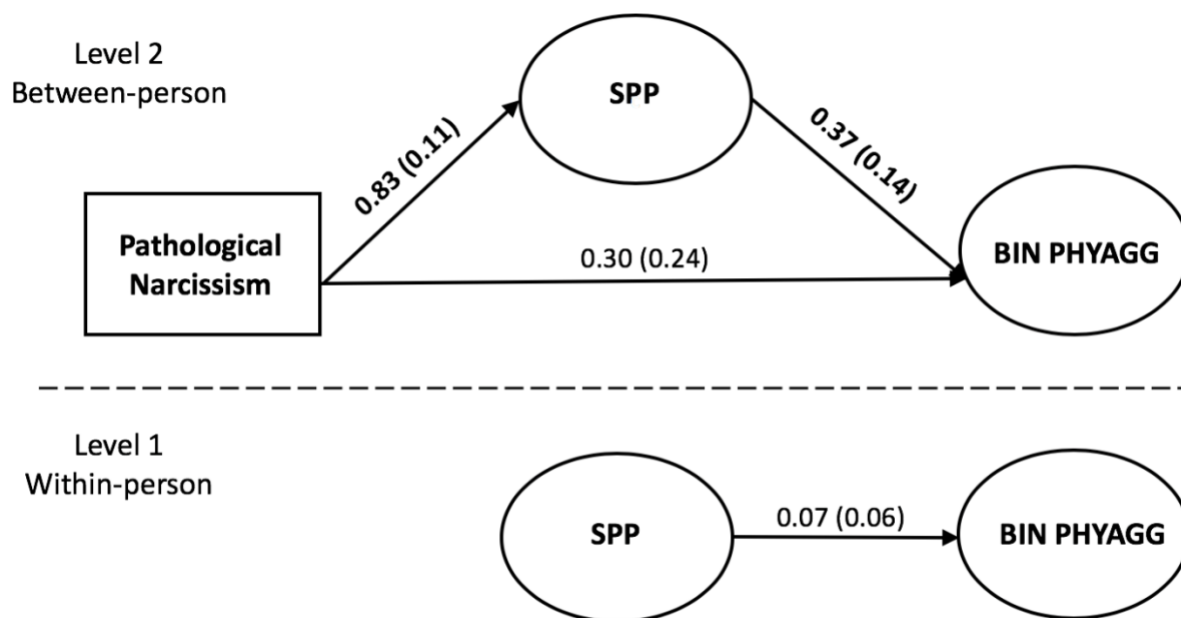 Level 2
Between-person
SPP
0.83 (0.11)
0.37 (0.14)
Pathological
Narcissism
0.30 (0.24)
BIN PHYAGG
Level 1
Within-person
SPP
0.07 (0.06)
BIN PHYAGG